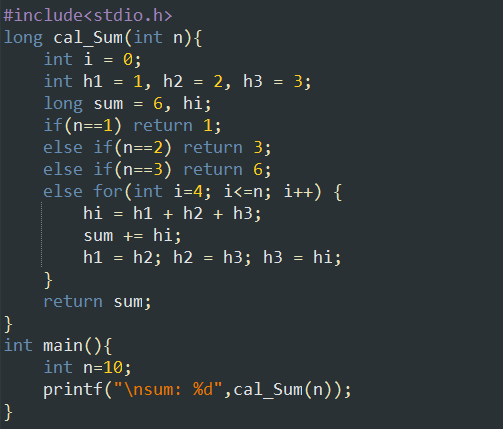 #include<stdio.h>
long cal_Sum(int n){
    int i = 0;
    int h1 = 1, h2 = 2, h3 = 3;
    long sum = 6, hi;
    if(n==1) return 1;
    else if(n==2) return 3;
    else if(n==3) return 6;
    else for(int i=4; i<=n; i++) {
        hi = h1 + h2 + h3;
        sum += hi;
        h1 = h2; h2 = h3; h3 = hi;
    }
    return sum;
}
int main(){
    int n=10;
    printf("\nsum: %d",cal_Sum(n));
}